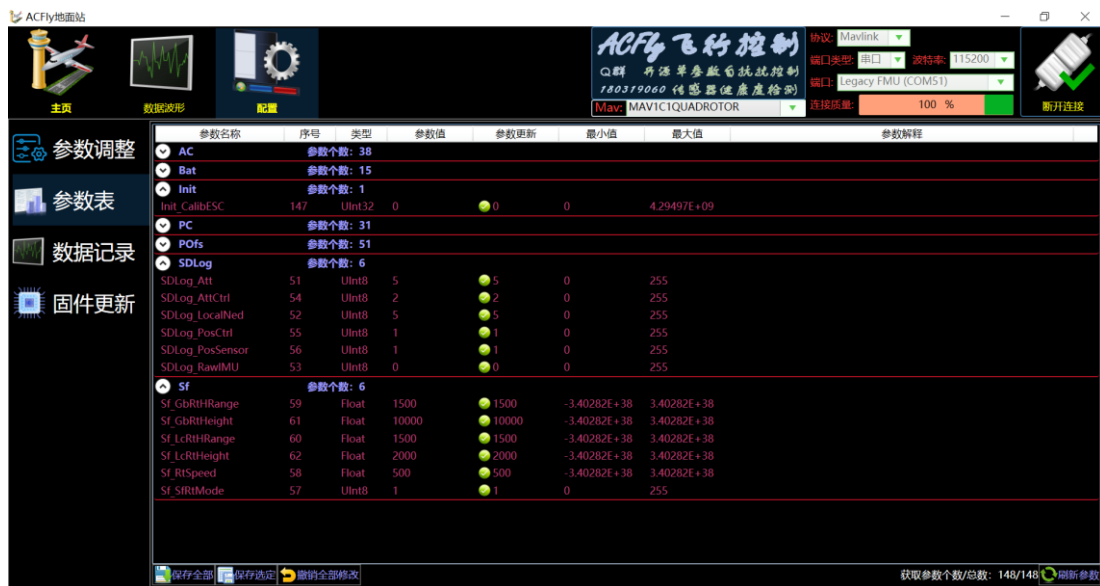 ACFly地面站
主页
数据波形
配置
ACFly 飞行控制
Q群 开源单参数自抗扰控制
180319060 传感器健康度检测
Mav: MAV1C1QUADROTOR
协议: Mavlink
端口类型: 串口 波特率: 115200
端口: Legacy FMU (COM51)
连接质量: 100 %
断开连接
参数调整
参数表
数据记录
固件更新
参数名称 序号 类型 参数值 参数更新 最小值 最大值 参数解释
AC 参数个数: 38
Bat 参数个数: 15
Init 参数个数: 1
Init_CalibESC 147 UInt32 0 0 0 4.29497E+09
PC 参数个数: 31
POfs 参数个数: 51
SDLog 参数个数: 6
SDLog_Att 51 UInt8 5 5 0 255
SDLog_AttCtrl 54 UInt8 2 2 0 255
SDLog_LocalNed 52 UInt8 5 5 0 255
SDLog_PosCtrl 55 UInt8 1 1 0 255
SDLog_PosSensor 56 UInt8 1 1 0 255
SDLog_RawIMU 53 UInt8 0 0 0 255
Sf 参数个数: 6
Sf_GbRtHRange 59 Float 1500 1500 -3.40282E+38 3.40282E+38
Sf_GbRtHeight 61 Float 10000 10000 -3.40282E+38 3.40282E+38
Sf_LcRtHRange 60 Float 1500 1500 -3.40282E+38 3.40282E+38
Sf_LcRtHeight 62 Float 2000 2000 -3.40282E+38 3.40282E+38
Sf_RtSpeed 58 Float 500 500 -3.40282E+38 3.40282E+38
Sf_SfRtMode 57 UInt8 1 1 0 255
保存全部 保存选定 撤销全部修改 获取参数个数/总数: 148/148 刷新参数